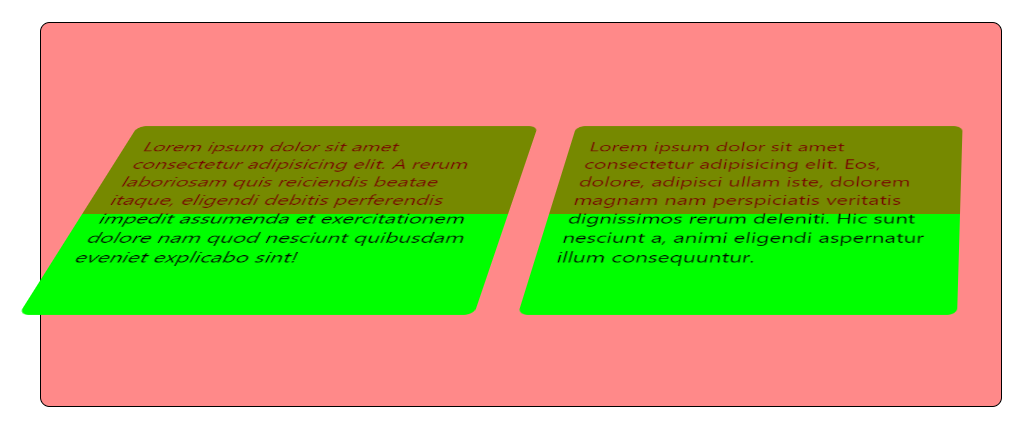 Lorem ipsum dolor sit amet
consectetur adipisicing elit. A rerum
laboriosam quis reiciendis beatae
itaque, eligendi debitis perferendis
impedit assumenda et exercitationem
dolore nam quod nesciunt quibusdam
eveniet explicabo sint!
Lorem ipsum dolor sit amet
consectetur adipisicing elit. Eos,
dolore, adipisci ullam iste, dolorem
magnam nam perspiciatis veritatis
dignissimos rerum deleniti. Hic sunt
nesciunt a, animi eligendi aspernatur
illum consequuntur.